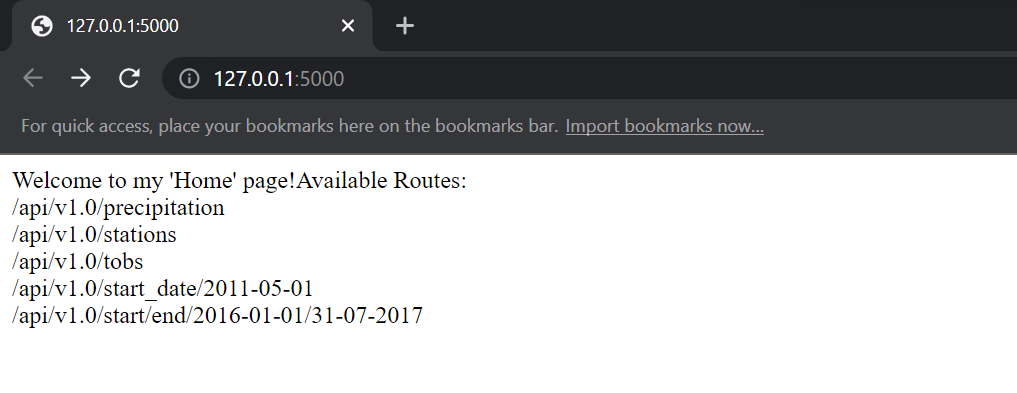 127.0.0.1:5000
127.0.0.1:5000
For quick access, place your bookmarks here on the bookmarks bar. Import bookmarks now...
Welcome to my 'Home' page!Available Routes:
/api/v1.0/precipitation
/api/v1.0/stations
/api/v1.0/tobs
/api/v1.0/start_date/2011-05-01
/api/v1.0/start/end/2016-01-01/31-07-2017